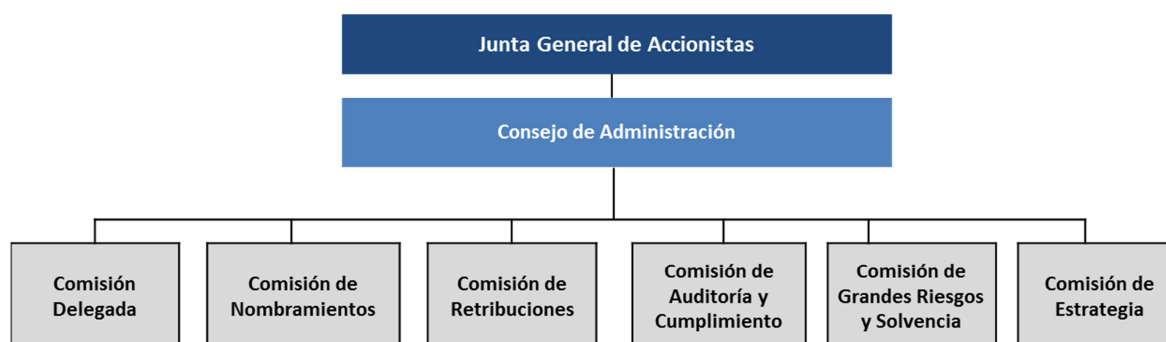 Junta General de Accionistas
Consejo de Administración
Comisión
Delegada
Comisión de
Nombramientos
Comisión de
Retribuciones
Comisión de
Auditoría y
Cumplimiento
Comisión de
Grandes Riesgos
y Solvencia
Comisión de
Estrategia